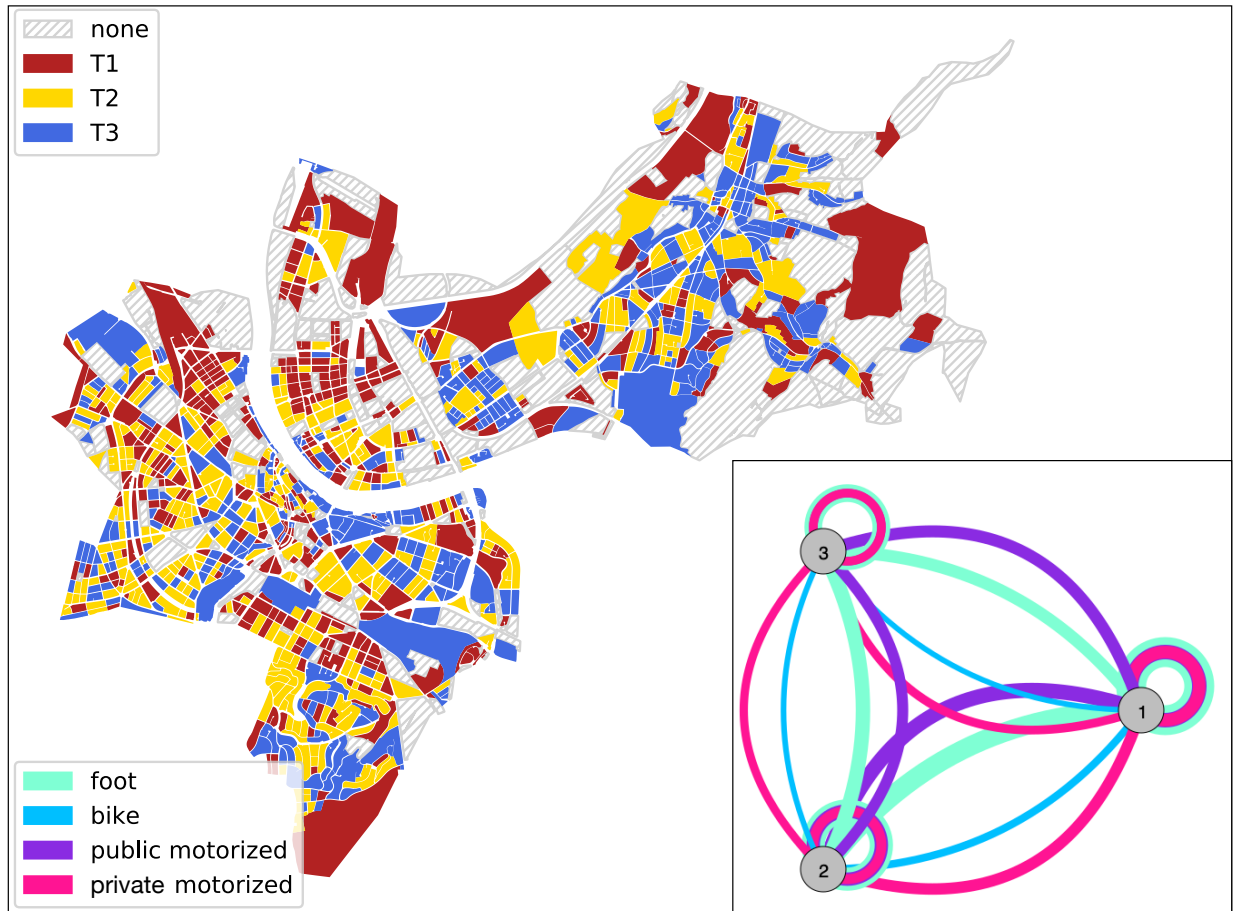 none
T1
T2
T3
3
1
2
foot
bike
public motorized
private motorized